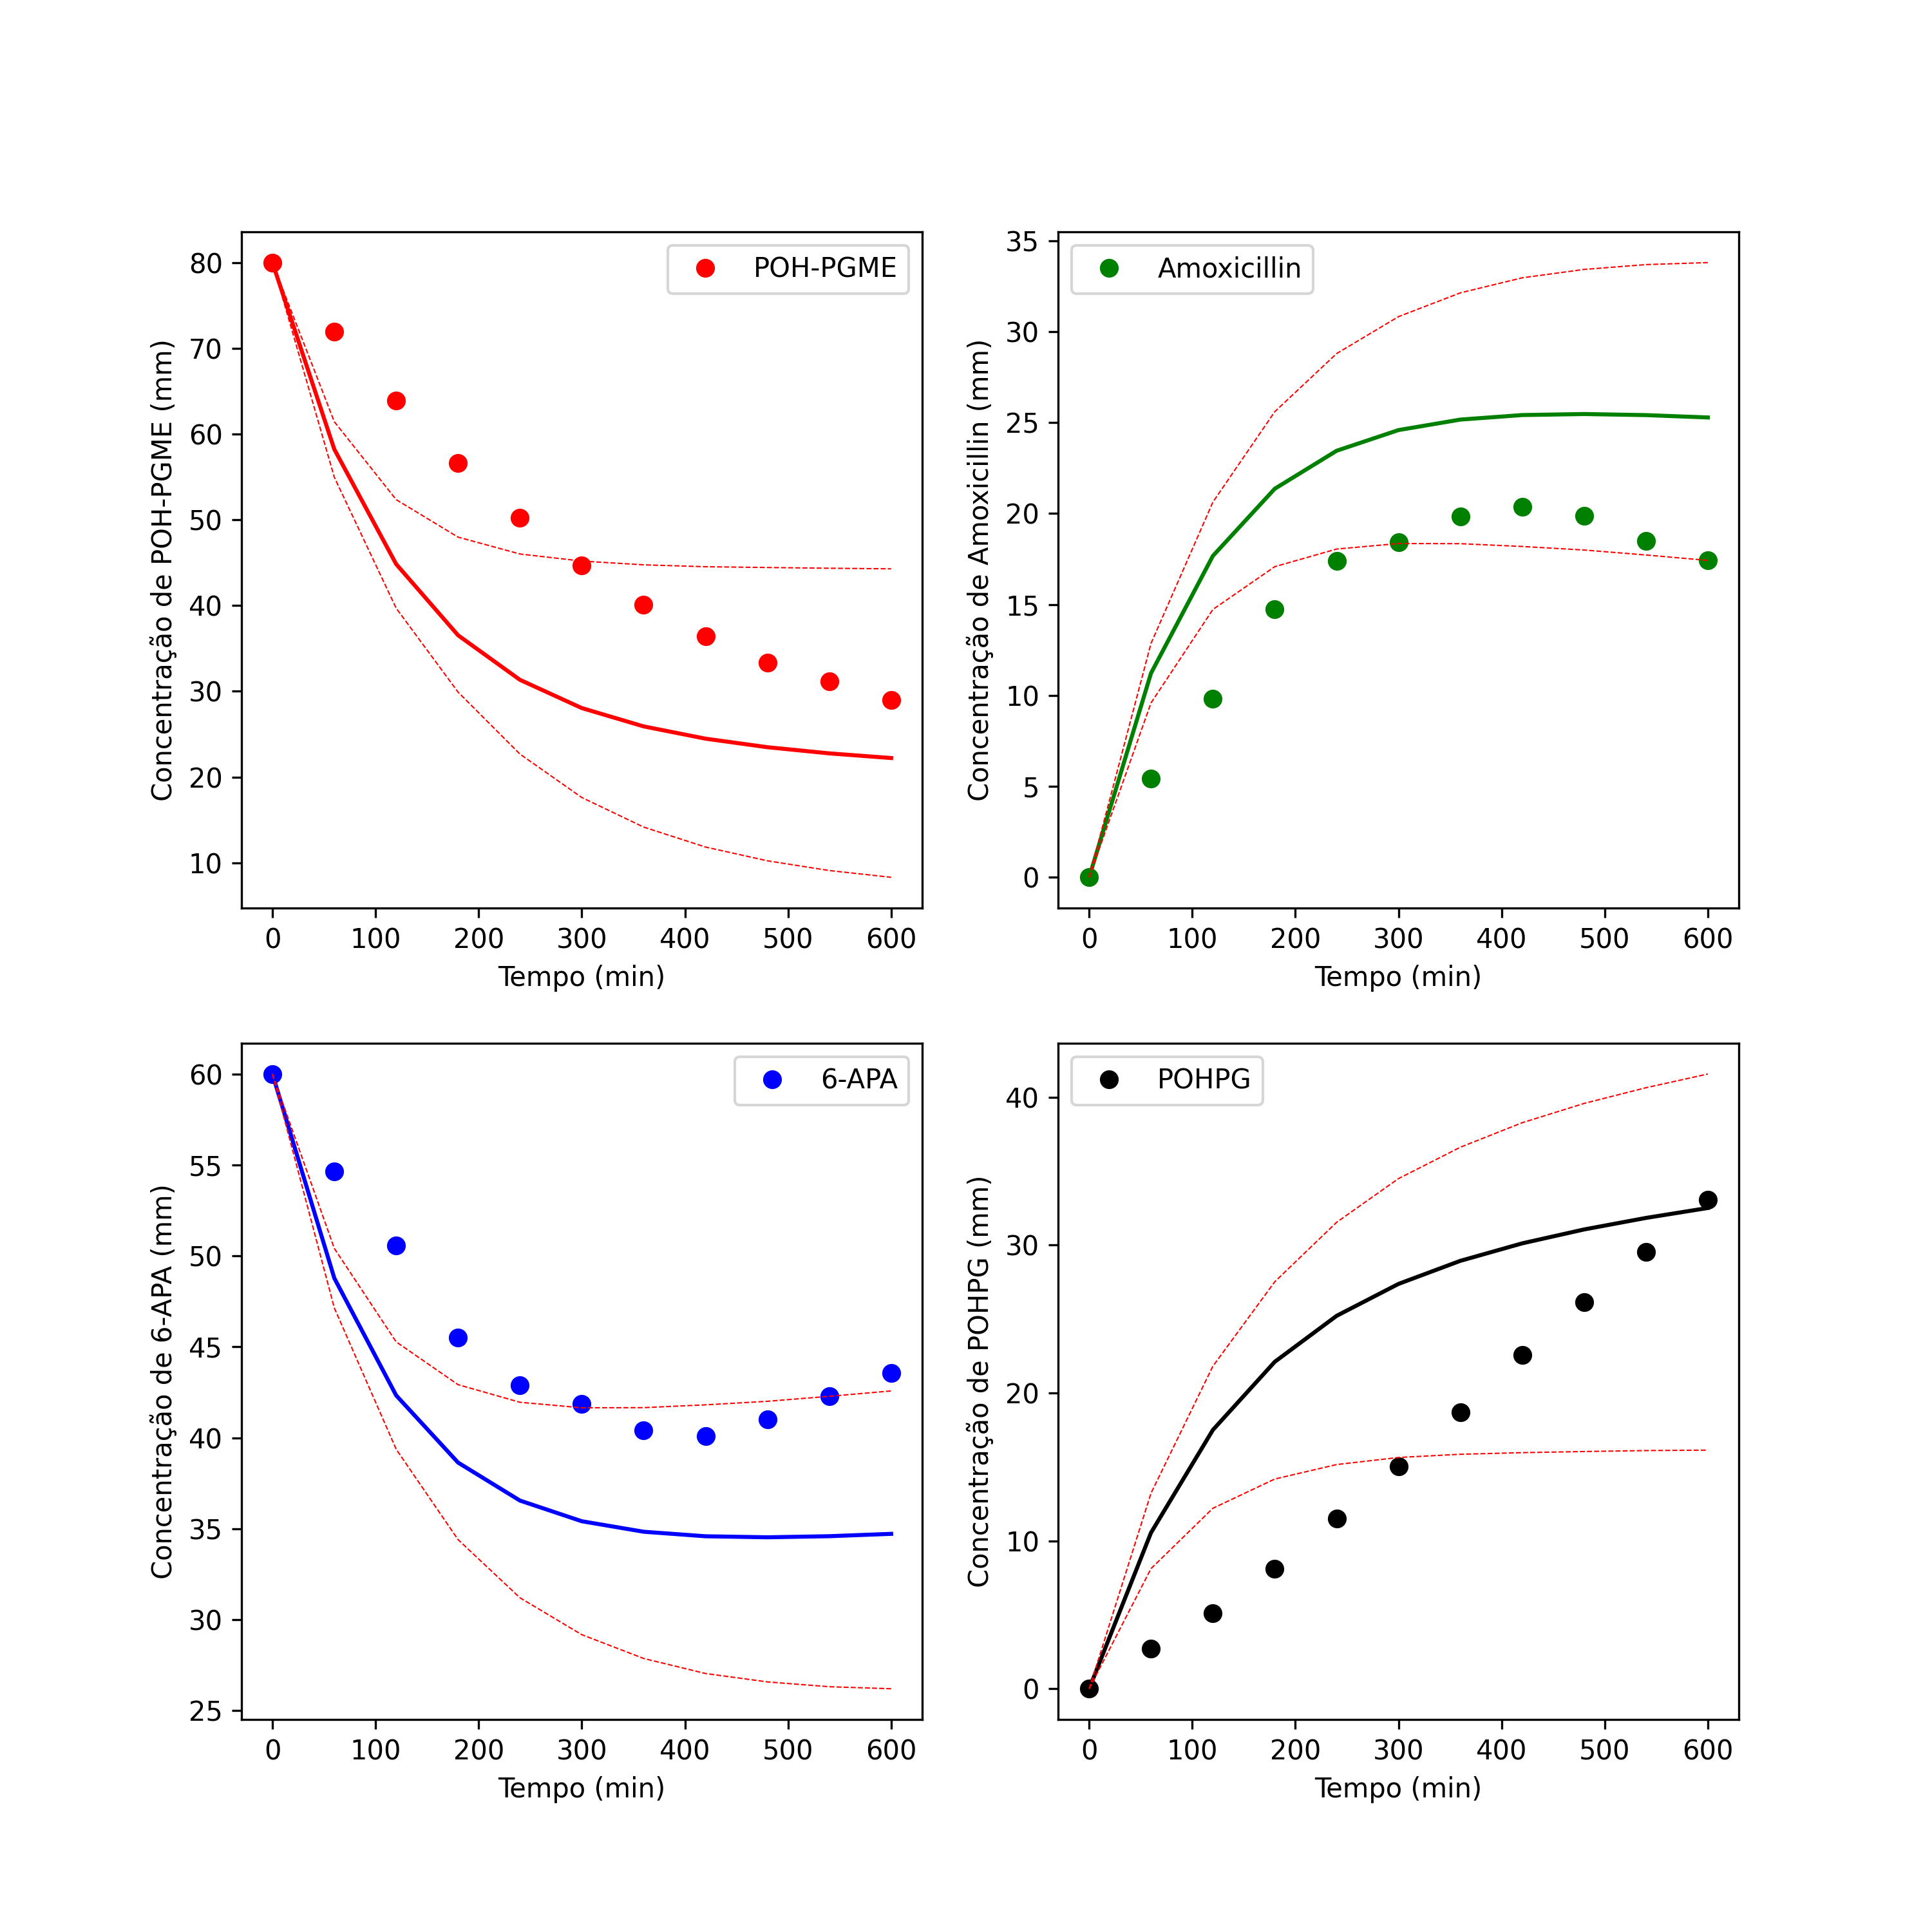 POH-PGME
80
70
60
50
40
30
20
10
Concentração de POH-PGME (mm)
0 100 200 300 400 500 600
Tempo (min)
Amoxicillin
35
30
25
20
15
10
5
0
Concentração de Amoxicillin (mm)
0 100 200 300 400 500 600
Tempo (min)
6-APA
60
55
50
45
40
35
30
25
Concentração de 6-APA (mm)
0 100 200 300 400 500 600
Tempo (min)
POHPG
40
30
20
10
0
Concentração de POHPG (mm)
0 100 200 300 400 500 600
Tempo (min)